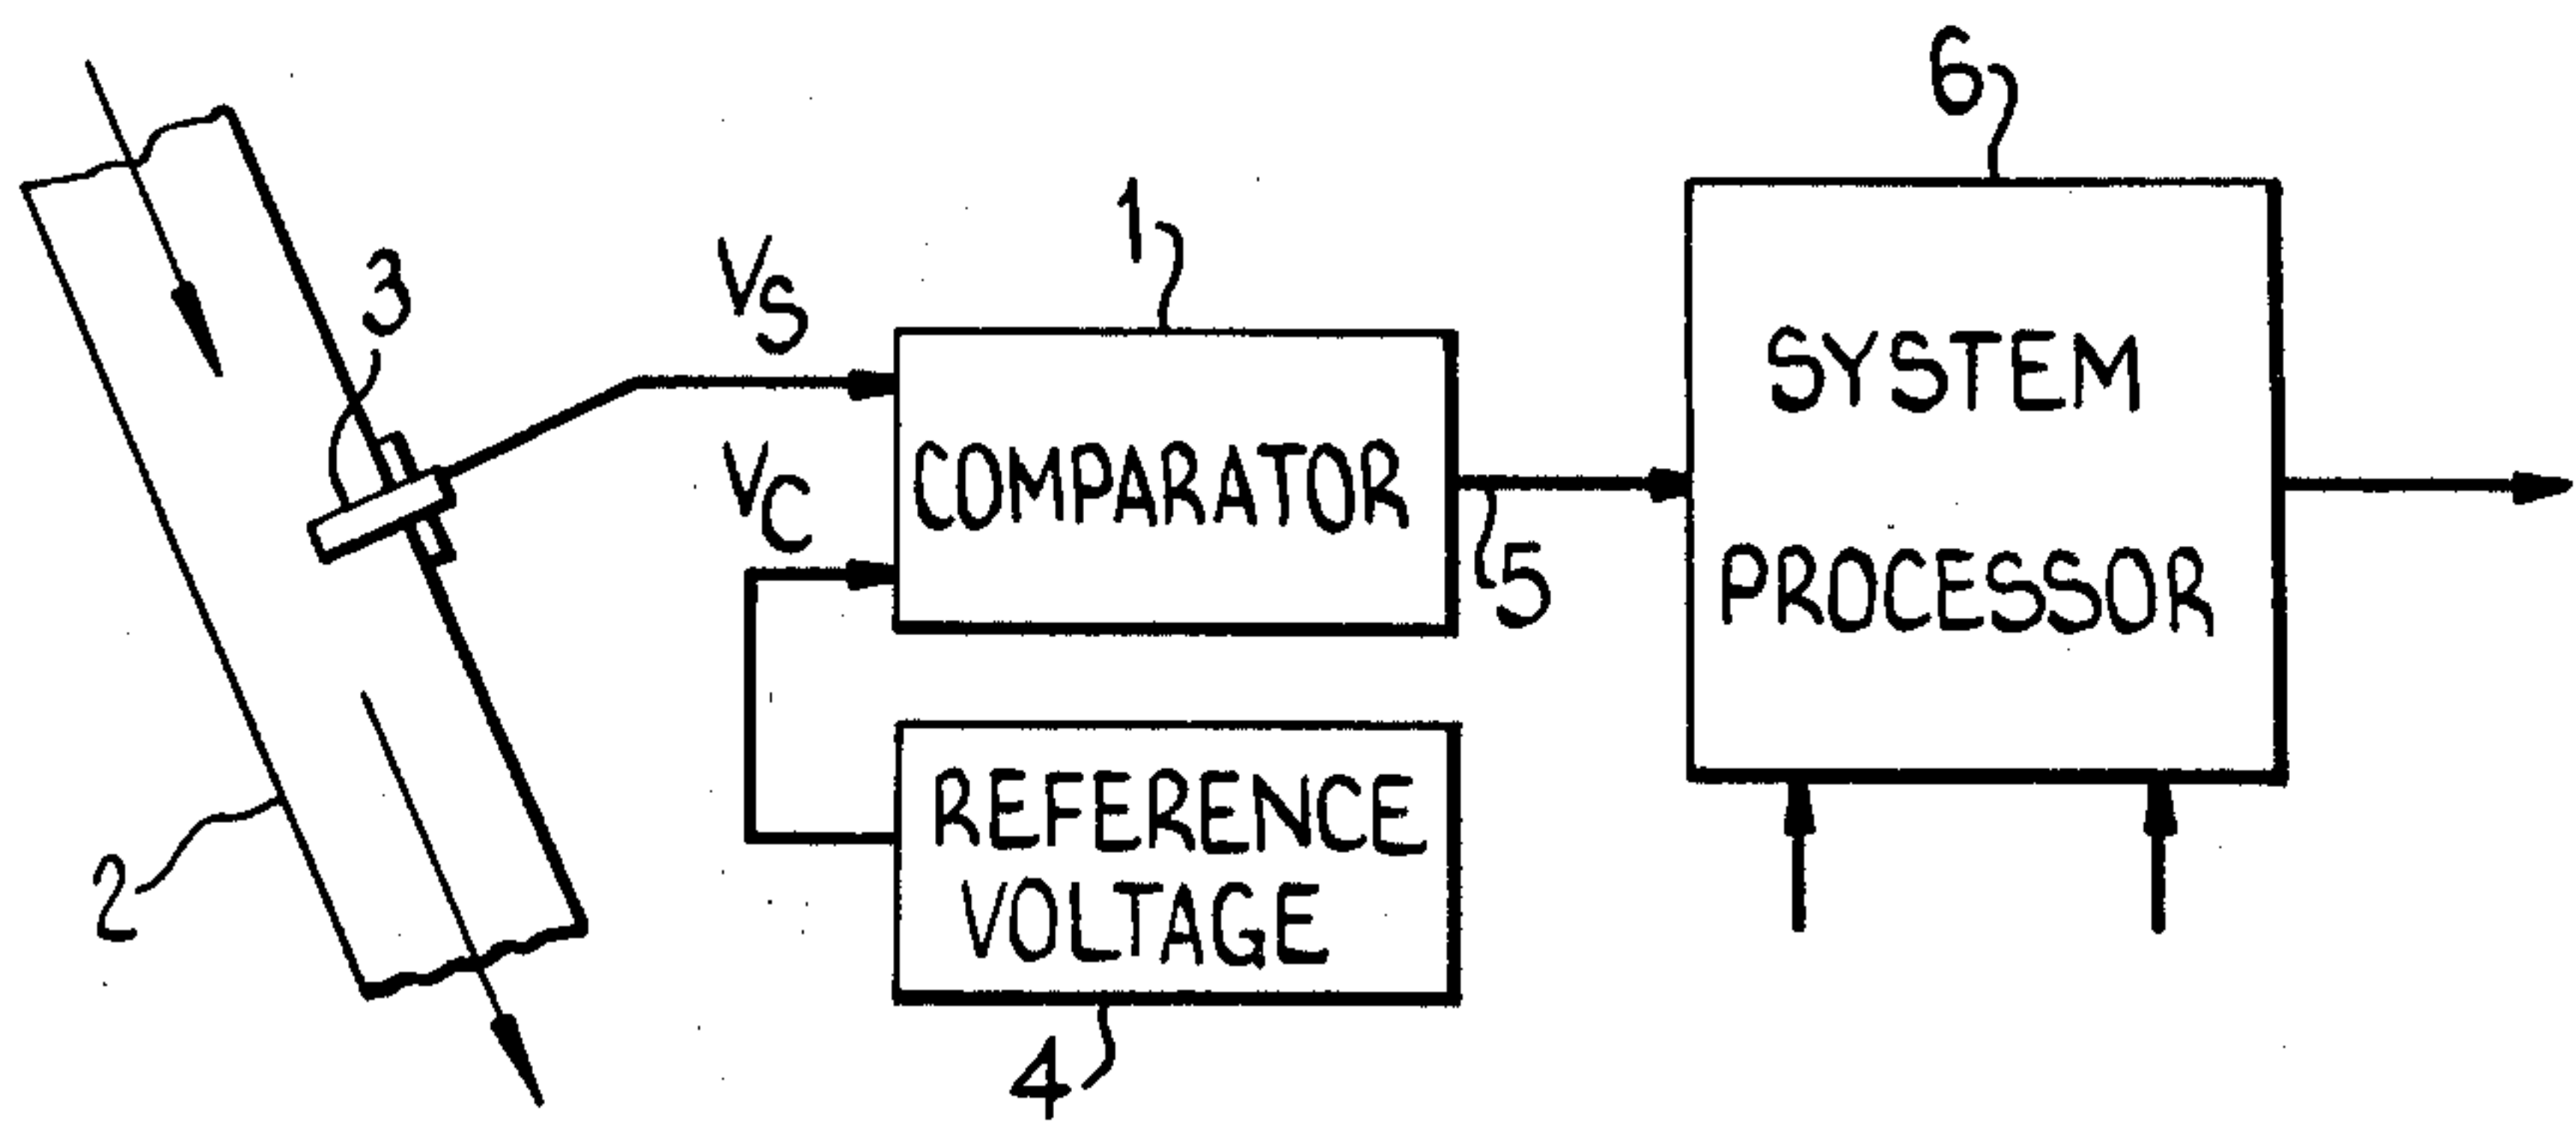 6
1
3
VS
VC
COMPARATOR
5
SYSTEM
PROCESSOR
REFERENCE
VOLTAGE
2
4